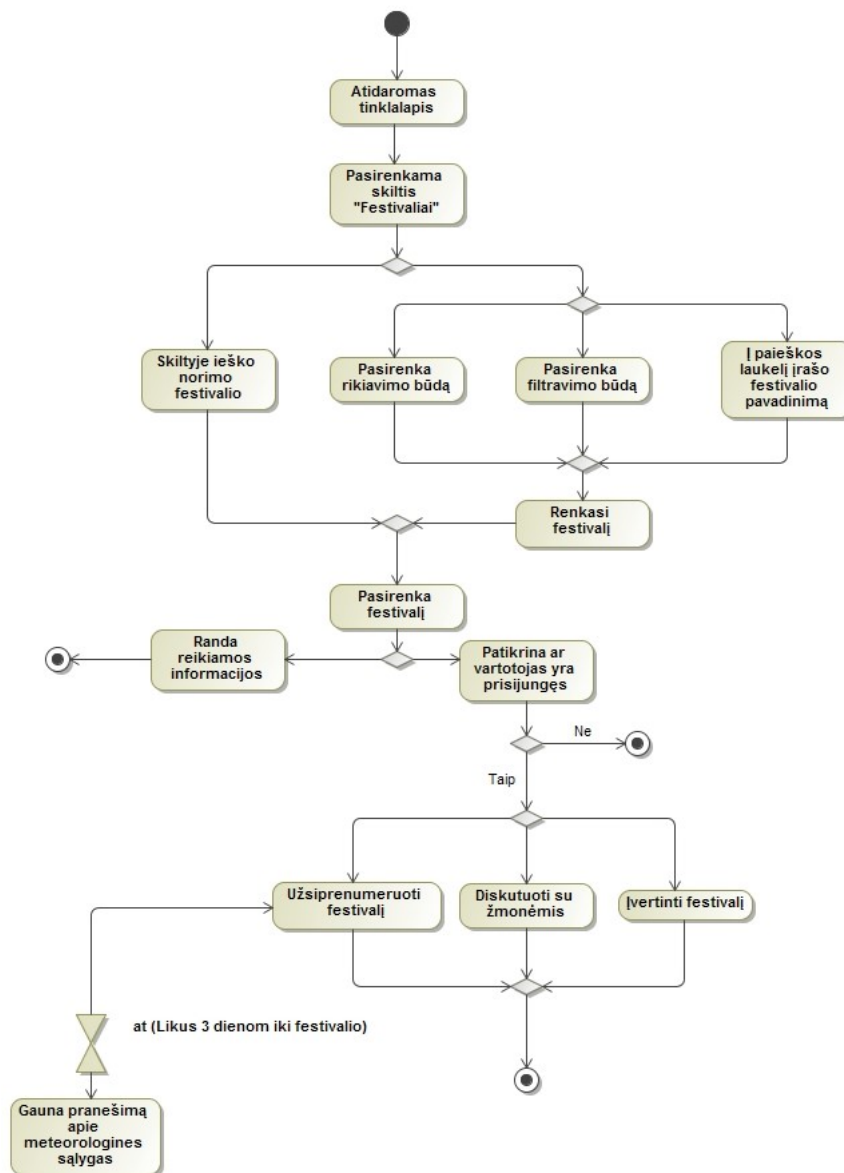 Atidaromas
tinklalapis
Pasirenkama
skiltis
"Festivaliai"
Skiltyje ieško
norimo
festivalio
Pasirenka
rikiavimo būdą
Pasirenka
filtravimo būdą
Į paieškos
laukelį įrašo
festivalio
pavadinimą
Renkasi
festivalį
Pasirenka
festivalį
Randa
reikiamos
informacijos
Patikrina ar
vartotojas yra
prisijungęs
Ne
Taip
Užsiprenumeruoti
festivalį
Diskutuoti su
žmonėmis
Įvertinti festivalį
at (Likus 3 dienom iki festivalio)
Gauna pranešimą
apie
meteorologines
sąlygas